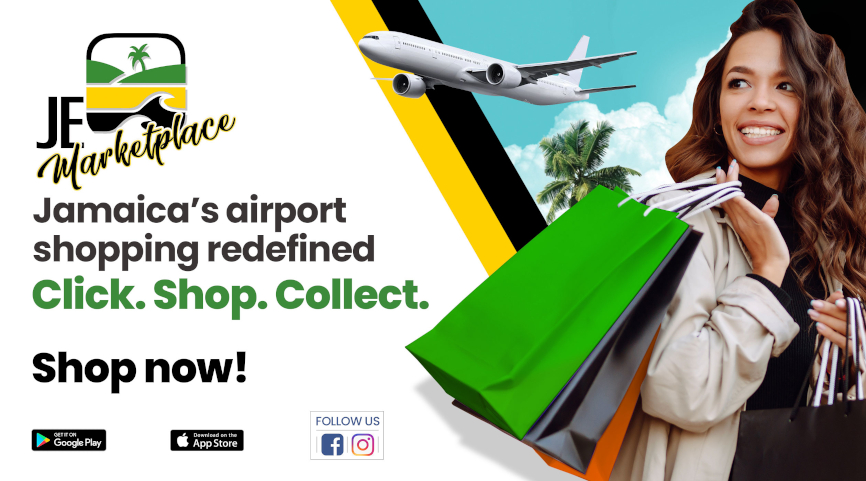 JE
Marketplace
Jamaica's airport
shopping redefined
Click. Shop. Collect.
Shop now!
GET IT ON
Google Play
Download on the
App Store
FOLLOW US